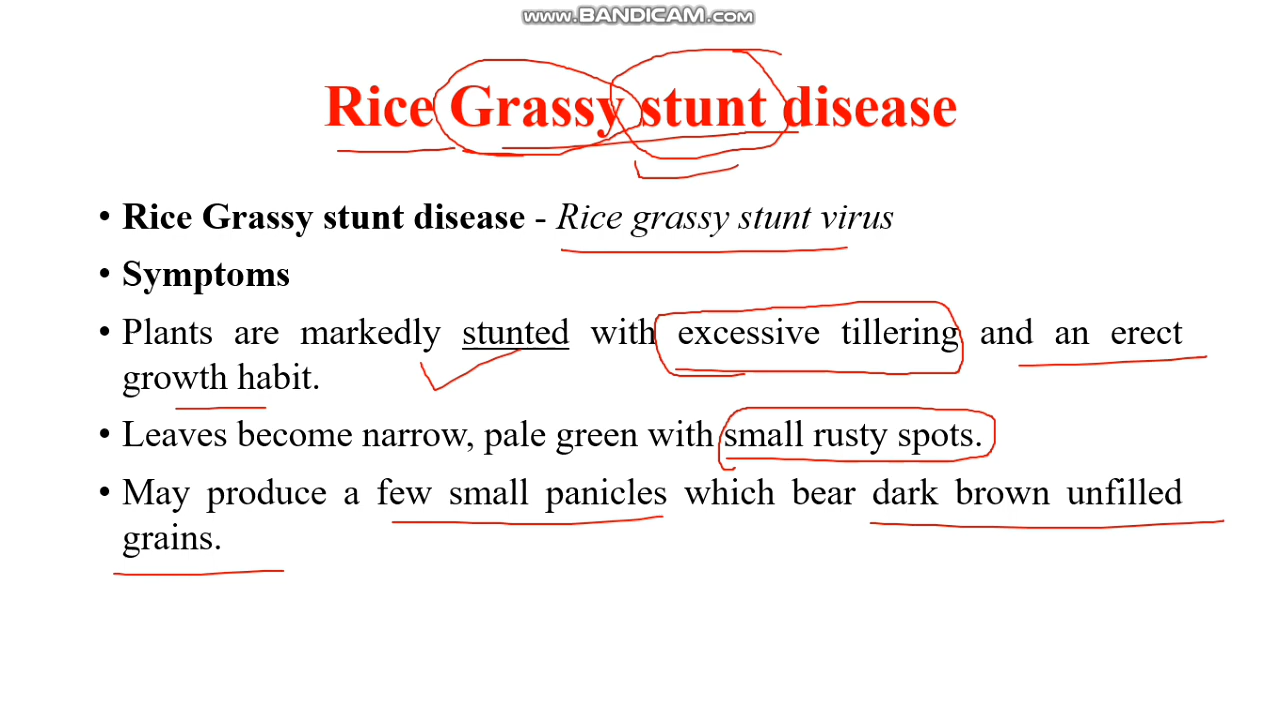 www.BANDICAM.com
Rice Grassy stunt disease
• Rice Grassy stunt disease - Rice grassy stunt virus
• Symptoms
• Plants are markedly stunted with excessive tillering and an erect
growth habit.
• Leaves become narrow, pale green with small rusty spots.
• May produce a few small panicles which bear dark brown unfilled
grains.